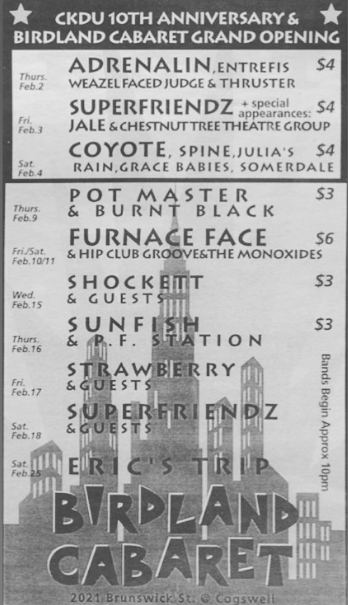 CKDU 10TH ANNIVERSARY &
BIRDLAND CABARET GRAND OPENING
Thurs. Feb.2 ADRENALIN, ENTREFIS $4
WEAZEL FACED JUDGE & THRUSTER
Fri. Feb.3 SUPERFRIENDZ + special appearances: $4
JALE & CHESTNUT TREE THEATRE GROUP
Sat. Feb.4 COYOTE, SPINE, JULIA'S $4
RAIN, GRACE BABIES, SOMERDALE
Thurs. Feb.9 POT MASTER $3
& BURNT BLACK
Fri./Sat. Feb.10/11 FURNACE FACE $6
& HIP CLUB GROOVE & THE MONOXIDES
Wed. Feb.15 SHOCKETT $3
& GUESTS
Thurs. Feb.16 SUNFISH $3
& P.F. STATION
Fri. Feb.17 STRAWBERRY
& GUESTS
Sat. Feb.18 SUPERFRIENDZ
& GUESTS
Sat. Feb.25 ERIC'S TRIP
Bands Begin Approx 10pm
BIRDLAND
CABARET
2021 Brunswick St. @ Cogswell